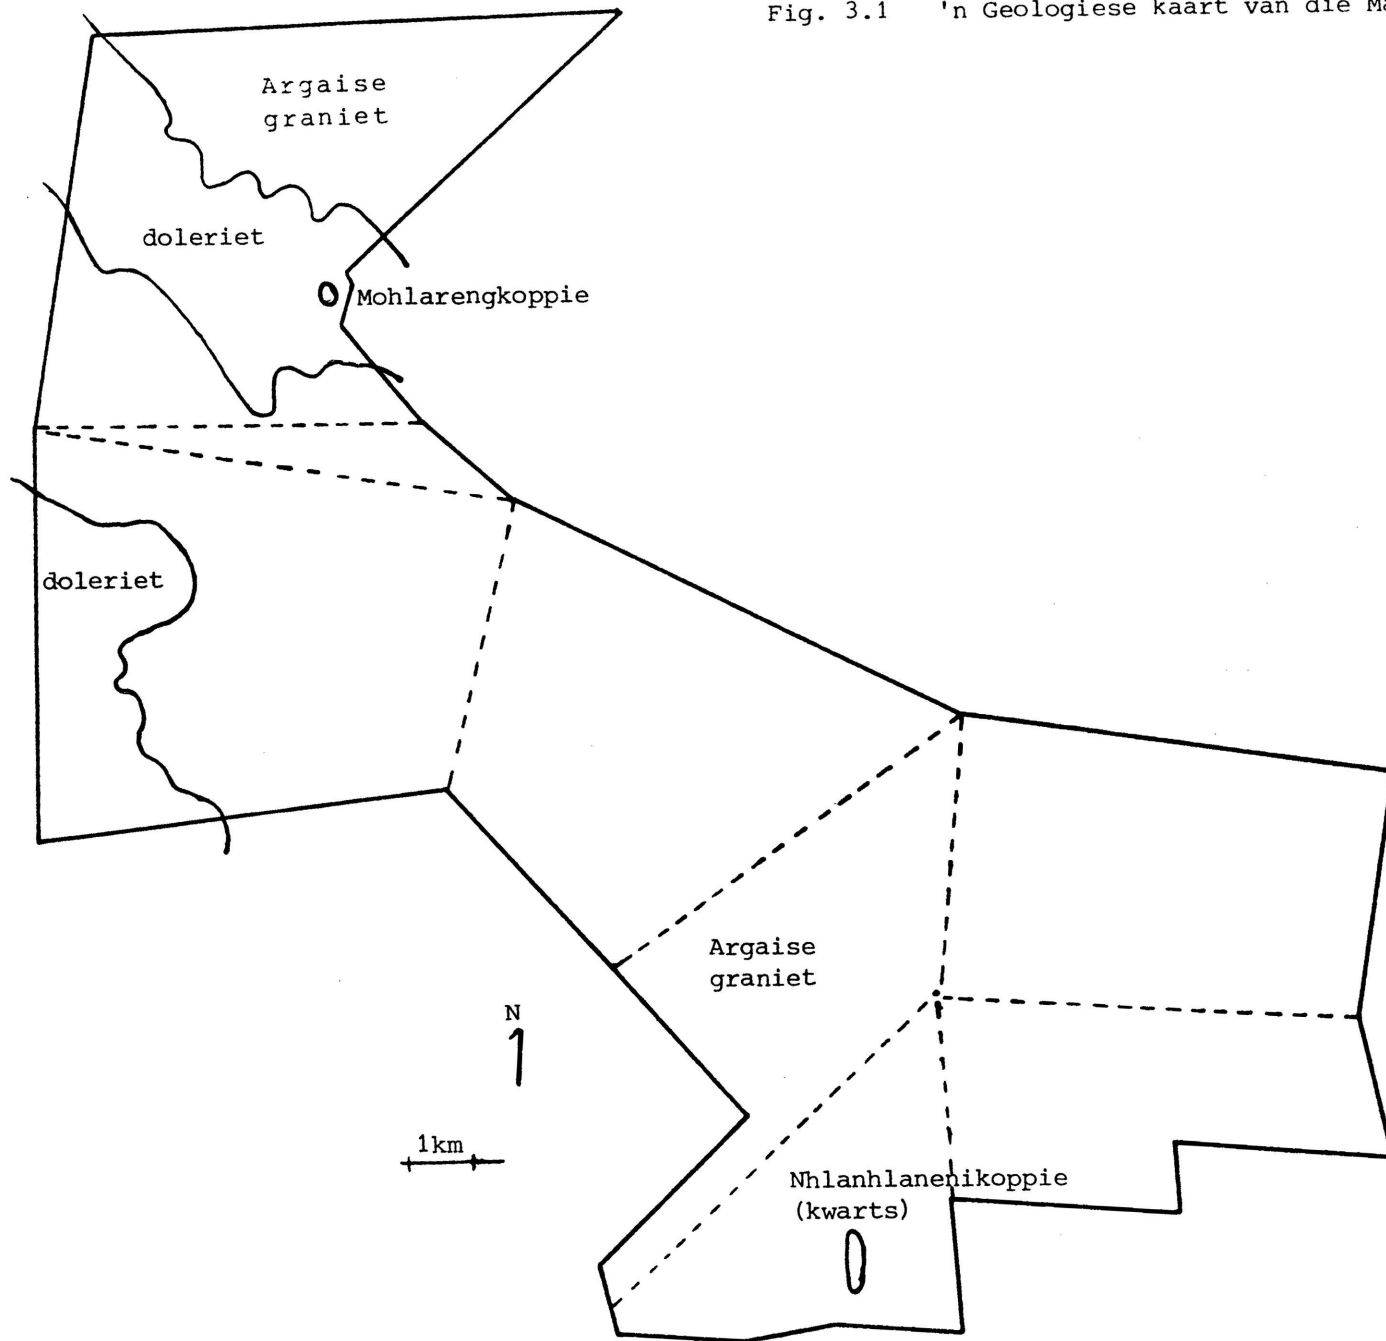 Fig. 3.1 'n Geologiese kaart van die
Argaise
graniet
doleriet
Mohlarengkoppie
doleriet
Argaise
graniet
N
1km
Nhlanhlanenikoppie
(kwarts)